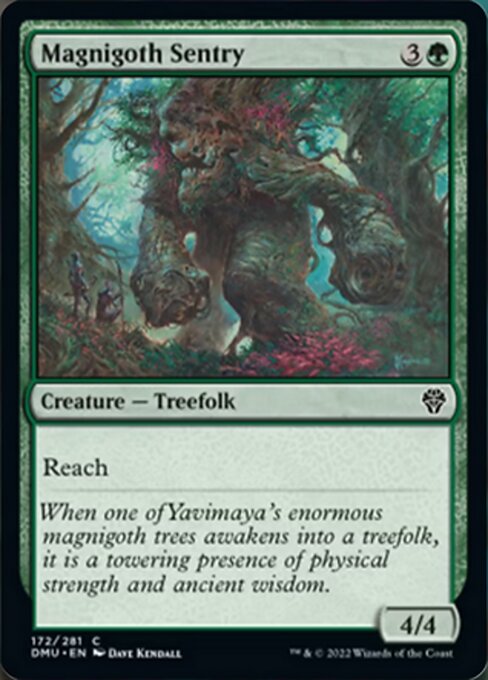 Magnigoth Sentry 3
Creature — Treefolk
Reach
When one of Yavimaya's enormous
magnigoth trees awakens into a treefolk,
it is a towering presence of physical
strength and ancient wisdom.
4/4
172/281 C
DMU • EN DAVE KENDALL
™ & © 2022 Wizards of the Coast